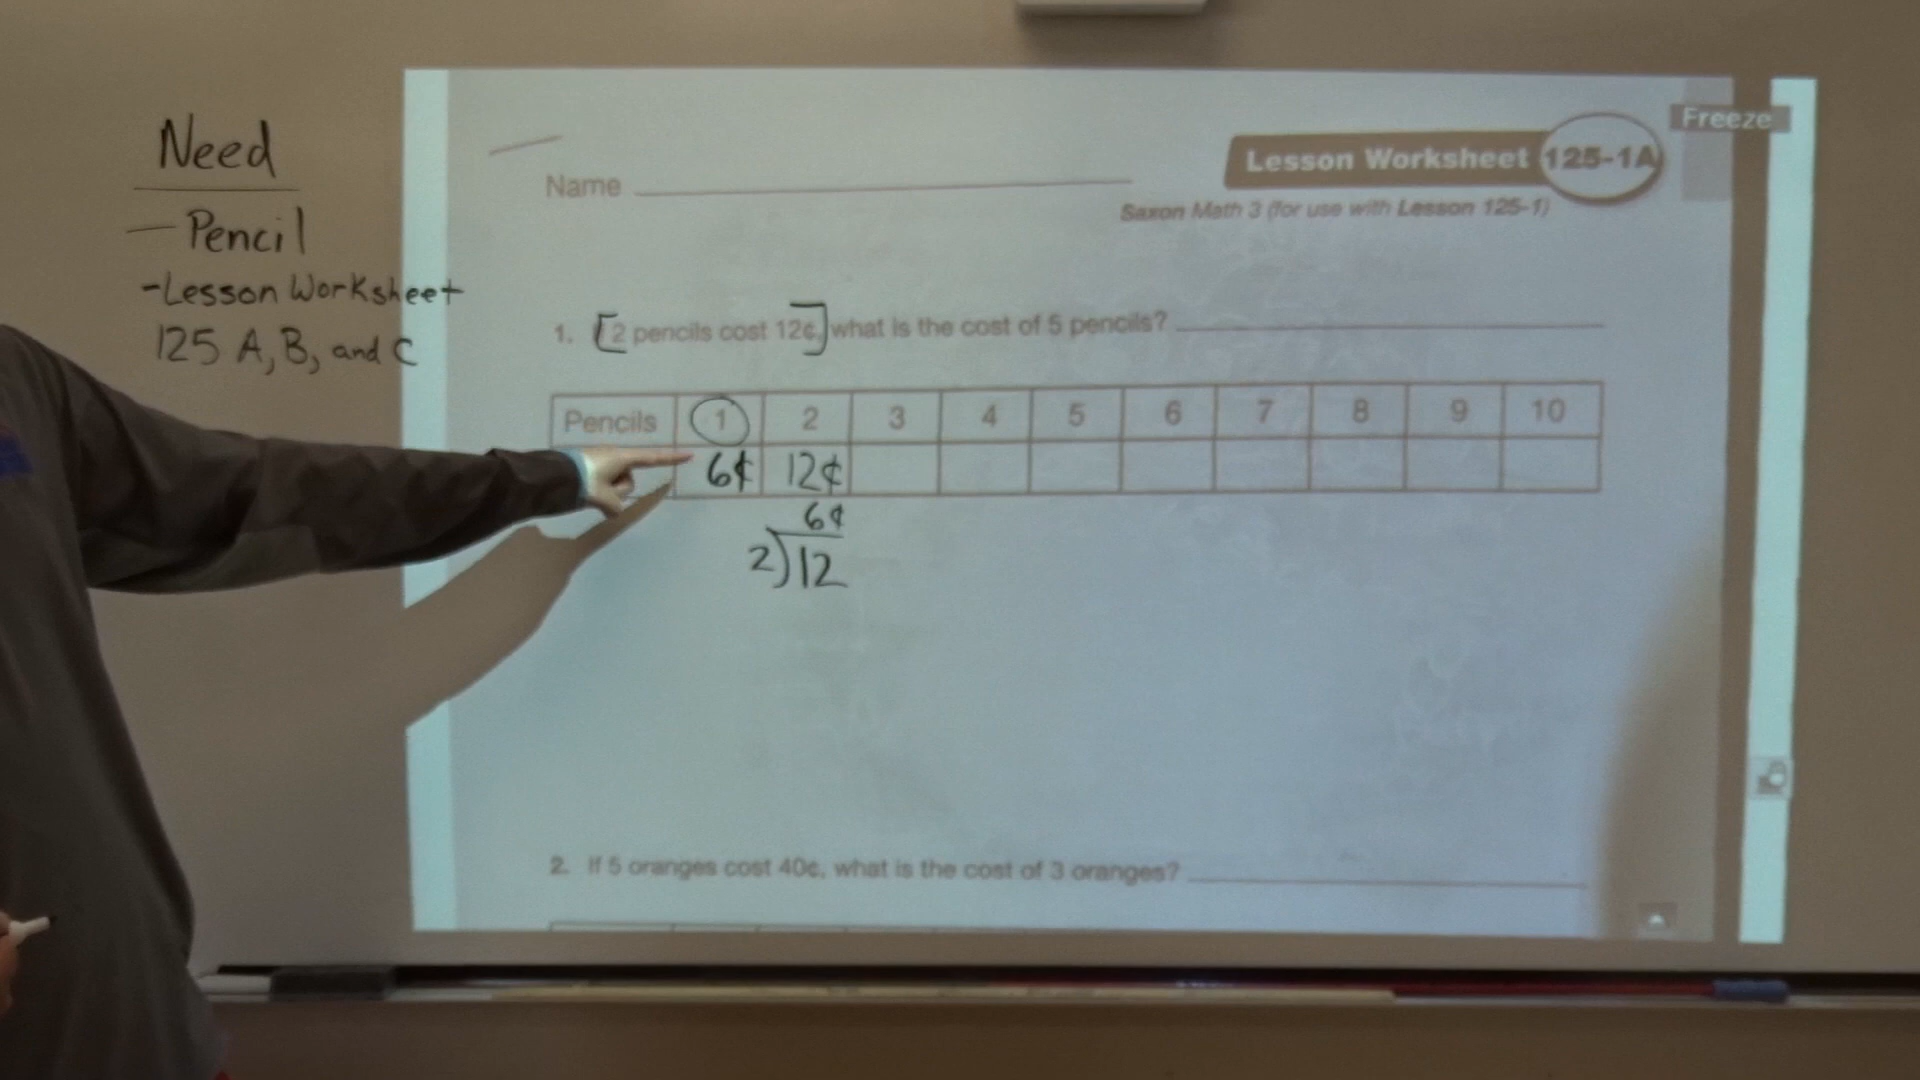 Need
- Pencil
-Lesson Worksheet
125 A, B, and C
Freeze
Lesson Worksheet 125-1A
Name
Saxon Math 3 (for use with Lesson 125-1)
1. [2 pencils cost 12¢,] what is the cost of 5 pencils?
Pencils 1 2 3 4 5 6 7 8 9 10
6¢ 12¢
6¢
2)12
2. If 5 oranges cost 40¢, what is the cost of 3 oranges?